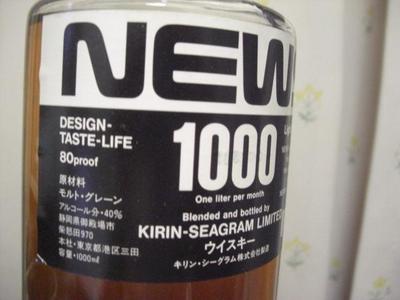 NEW
DESIGN-
TASTE-LIFE
80proof
原材料
モルト・グレーン
アルコール分・40%
静岡県御殿場市
柴怒田970
本社・東京都港区三田
容量・1000ml
1000
One liter per month
Blended and bottled by
KIRIN-SEAGRAM LIMITED
ウイスキー
キリン・シーグラム株式会社製造